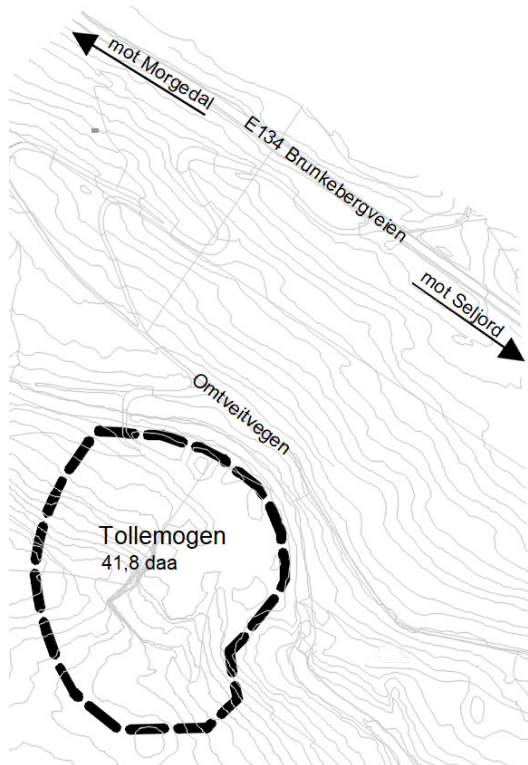 mot Morgedal
E134 Brunkebergveien
mot Seljord
Omtveitvegen
Tollemogen
41,8 daa